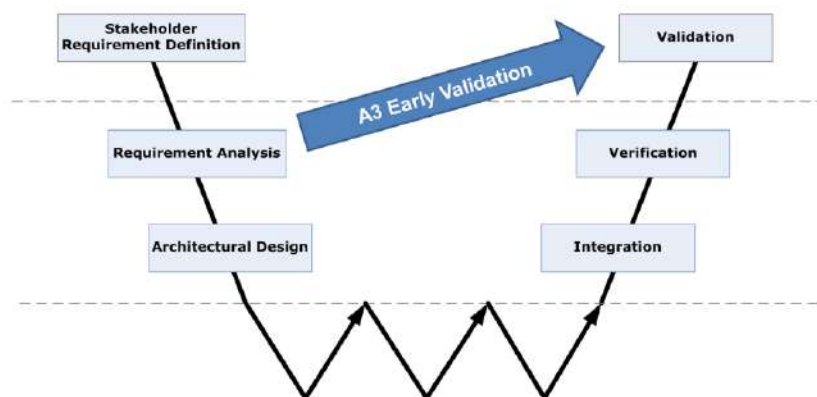 Stakeholder
Requirement Definition
Validation
A3 Early Validation
Requirement Analysis
Verification
Architectural Design
Integration